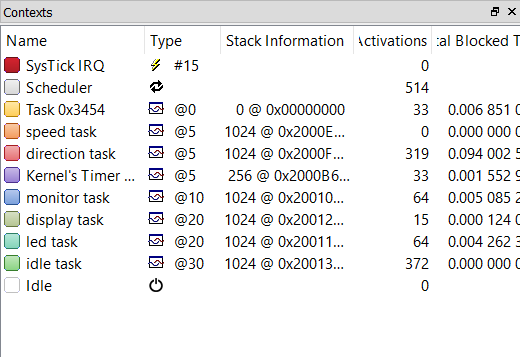 Contexts
Name Type Stack Information Activations tal Blocked T
SysTick IRQ #15 0
Scheduler 514
Task 0x3454 @0 0 @ 0x00000000 33 0.006 851 0
speed task @5 1024 @ 0x2000E... 0 0.000 000 0
direction task @5 1024 @ 0x2000F... 319 0.094 002 5
Kernel's Timer ... @5 256 @ 0x2000B6... 33 0.001 552 9
monitor task @10 1024 @ 0x20010... 64 0.005 085 2
display task @20 1024 @ 0x20012... 15 0.000 124 0
led task @20 1024 @ 0x20011... 64 0.004 262 3
idle task @30 1024 @ 0x20013... 372 0.000 000 0
Idle 0